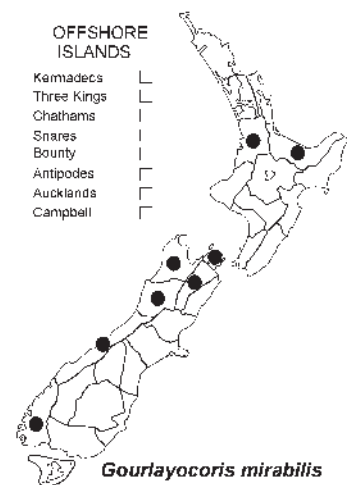 OFFSHORE
ISLANDS
Kermadecs
Three Kings
Chathams
Snares
Bounty
Antipodes
Aucklands
Campbell
Gourlayocoris mirabilis